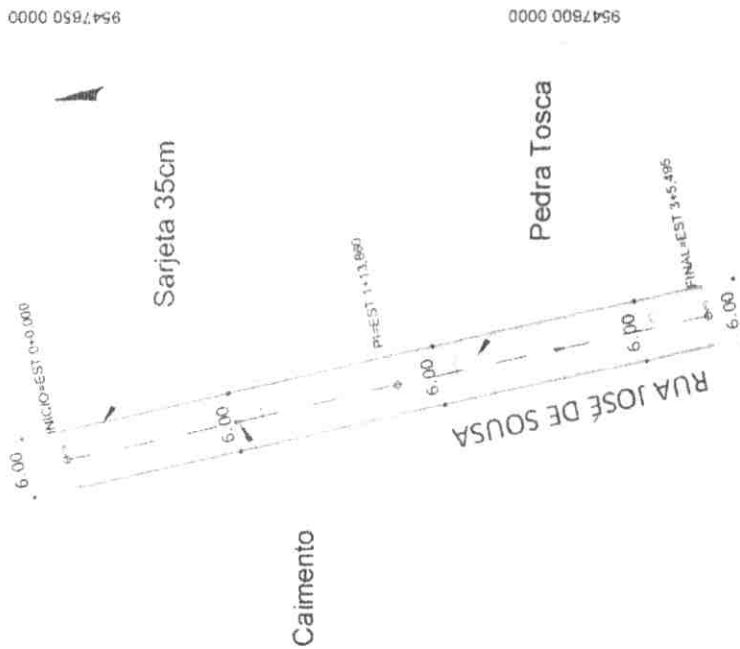 9547650 0000
9547600 0000
6.00
INICIO=EST 0+0.000
Sarjeta 35cm
6.00
PI=EST 1+13.880
Pedra Tosca
6.00
Caimento
6.00
FINAL=EST 3+5.495
RUA JOSÉ DE SOUSA
6.00